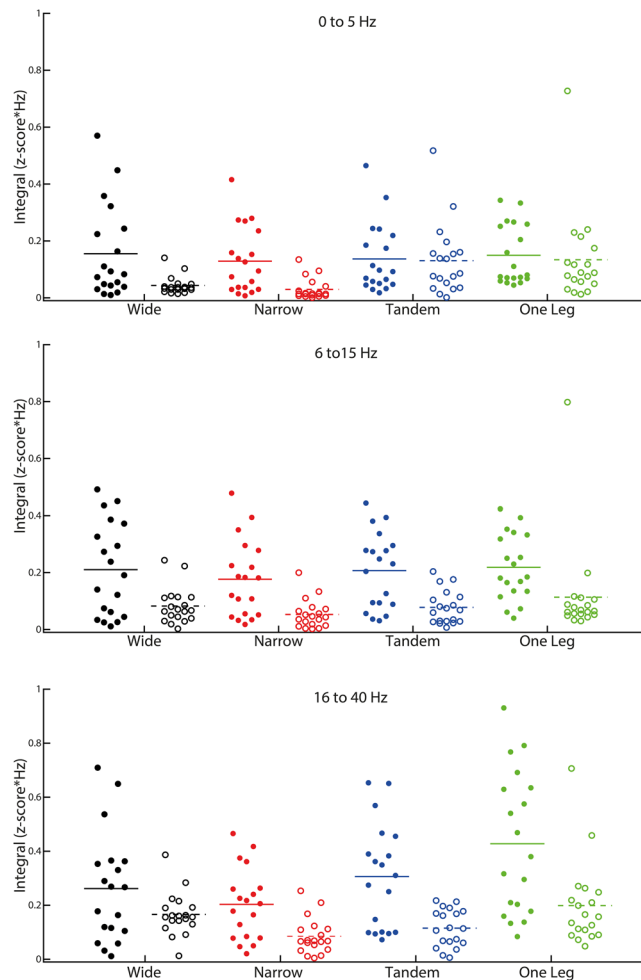 0 to 5 Hz
1
0.8
0.6
0.4
0.2
0
Integral (z-score*Hz)
Wide Narrow Tandem One Leg
6 to15 Hz
1
0.8
0.6
0.4
0.2
0
Integral (z-score*Hz)
Wide Narrow Tandem One Leg
16 to 40 Hz
1
0.8
0.6
0.4
0.2
0
Integral (z-score*Hz)
Wide Narrow Tandem One Leg